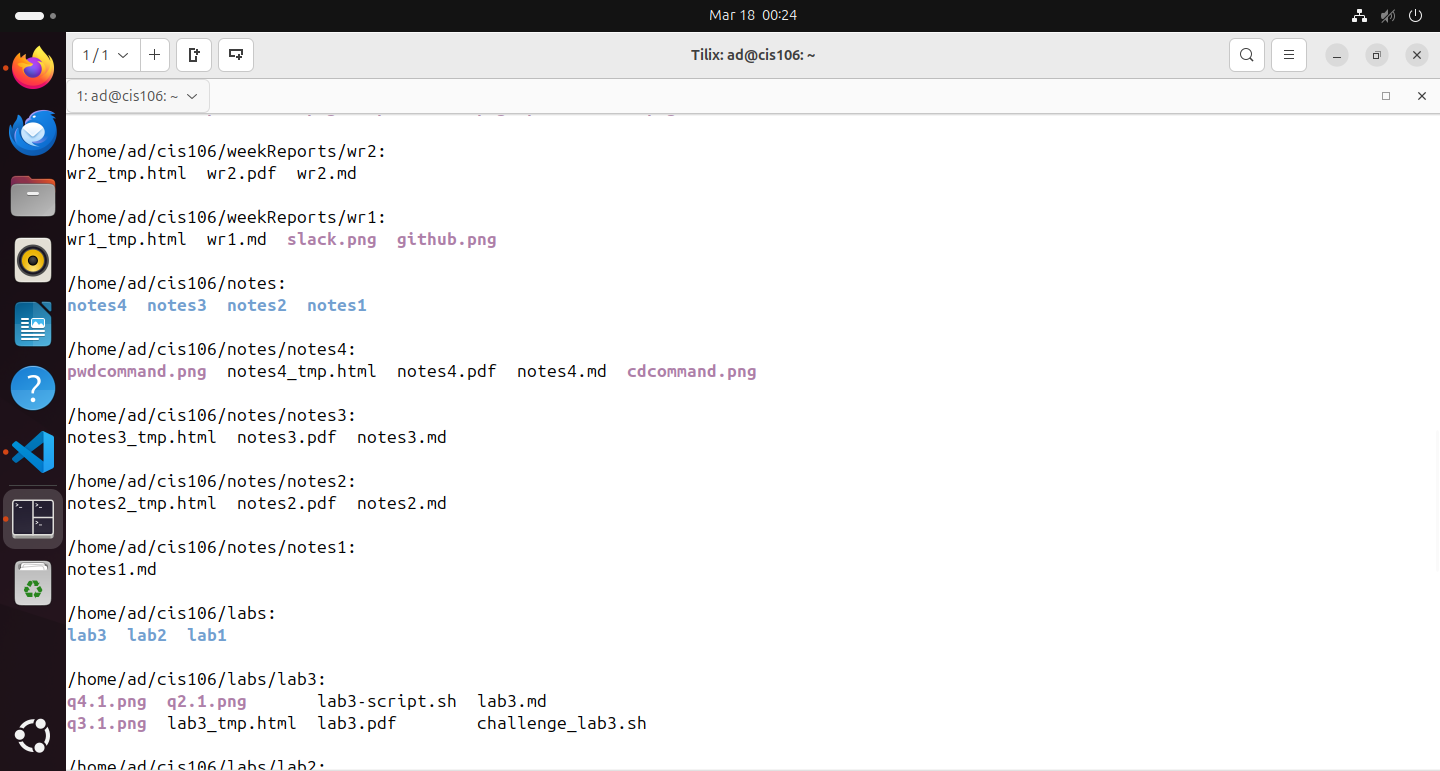 Mar 18 00:24
1 / 1
Tilix: ad@cis106: ~
1: ad@cis106: ~
/home/ad/cis106/weekReports/wr2:
wr2_tmp.html wr2.pdf wr2.md
/home/ad/cis106/weekReports/wr1:
wr1_tmp.html wr1.md slack.png github.png
/home/ad/cis106/notes:
notes4 notes3 notes2 notes1
/home/ad/cis106/notes/notes4:
pwdcommand.png notes4_tmp.html notes4.pdf notes4.md cdcommand.png
/home/ad/cis106/notes/notes3:
notes3_tmp.html notes3.pdf notes3.md
/home/ad/cis106/notes/notes2:
notes2_tmp.html notes2.pdf notes2.md
/home/ad/cis106/notes/notes1:
notes1.md
/home/ad/cis106/labs:
lab3 lab2 lab1
/home/ad/cis106/labs/lab3:
q4.1.png q2.1.png lab3-script.sh lab3.md
q3.1.png lab3_tmp.html lab3.pdf challenge_lab3.sh
/home/ad/cis106/labs/lab2: